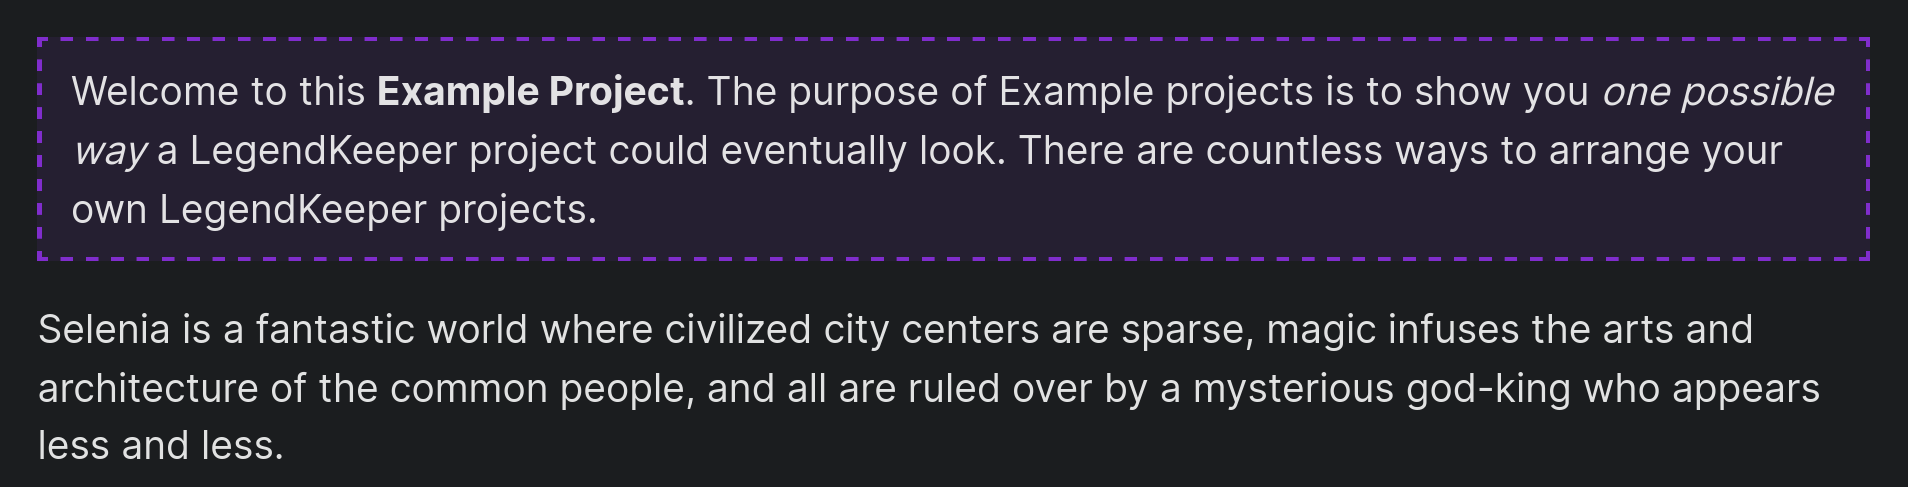 Welcome to this Example Project. The purpose of Example projects is to show you one possible
way a LegendKeeper project could eventually look. There are countless ways to arrange your
own LegendKeeper projects.
Selenia is a fantastic world where civilized city centers are sparse, magic infuses the arts and
architecture of the common people, and all are ruled over by a mysterious god-king who appears
less and less.